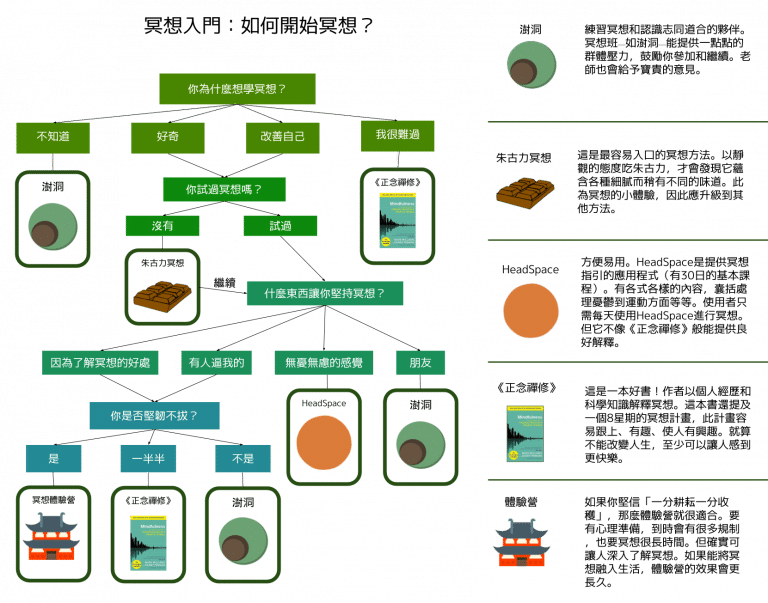 冥想入門：如何開始冥想？
你為什麼想學冥想？
不知道
好奇
改善自己
我很難過
澍洞
《正念禪修》
Mindfulness
你試過冥想嗎？
沒有
試過
朱古力冥想
繼續
什麼東西讓你堅持冥想？
因為了解冥想的好處
有人逼我的
無憂無慮的感覺
朋友
你是否堅韌不拔？
HeadSpace
澍洞
是
一半半
不是
冥想體驗營
《正念禪修》
Mindfulness
澍洞
澍洞
練習冥想和認識志同道合的夥伴。
冥想班—如澍洞—能提供一點點的
群體壓力，鼓勵你參加和繼續。老
師也會給予寶貴的意見。
朱古力冥想
這是最容易入口的冥想方法。以靜
觀的態度吃朱古力，才會發現它蘊
含各種細膩而稍有不同的味道。此
為冥想的小體驗，因此應升級到其
他方法。
HeadSpace
方便易用。HeadSpace是提供冥想
指引的應用程式（有30日的基本課
程）。有各式各樣的內容，囊括處
理憂鬱到運動方面等等。使用者只
需每天使用HeadSpace進行冥想。
但它不像《正念禪修》般能提供良
好解釋。
《正念禪修》
Mindfulness
這是一本好書！作者以個人經歷和
科學知識解釋冥想。這本書還提及
一個8星期的冥想計畫，此計畫容
易跟上、有趣、使人有興趣。就算
不能改變人生，至少可以讓人感到
更快樂。
體驗營
如果你堅信「一分耕耘一分收
穫」，那麼體驗營就很適合。要
有心理準備，到時會有很多規制
，也要冥想很長時間。但確實可
讓人深入了解冥想。如果能將冥
想融入生活，體驗營的效果會更
長久。